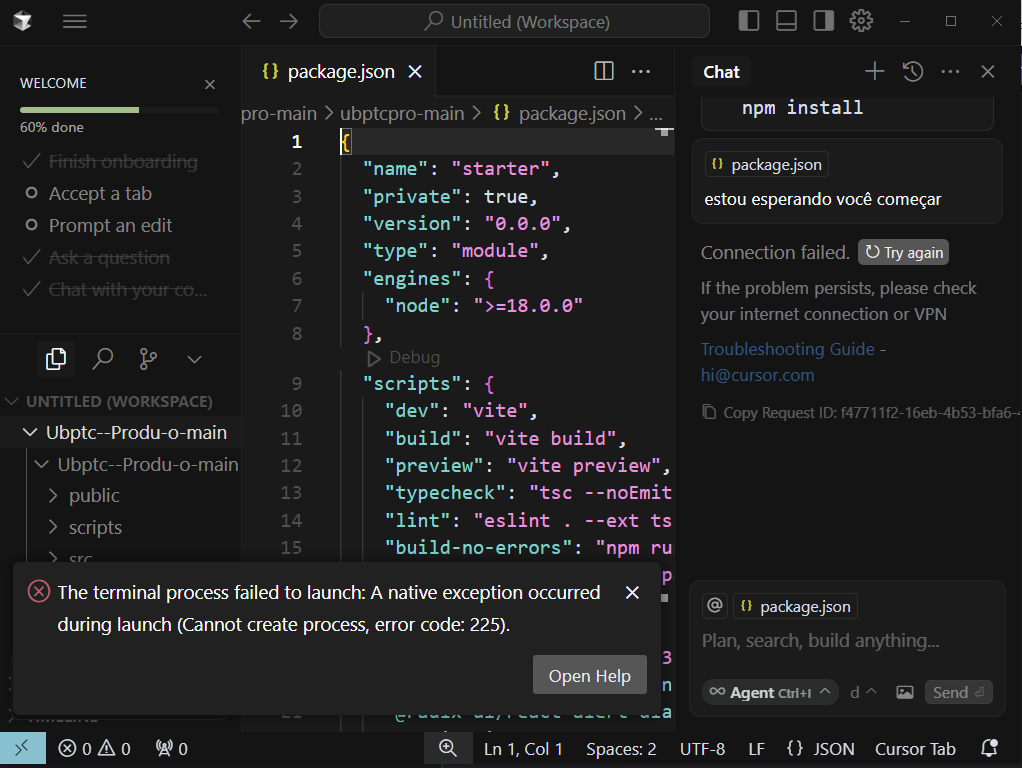 Untitled (Workspace)
WELCOME
60% done
Finish onboarding
Accept a tab
Prompt an edit
Ask a question
Chat with your co...
UNTITLED (WORKSPACE)
Ubptc--Produ-o-main
Ubptc--Produ-o-main
public
scripts
src
{} package.json
pro-main > ubptcpro-main > {} package.json > ...
1 {
2 "name": "starter",
3 "private": true,
4 "version": "0.0.0",
5 "type": "module",
6 "engines": {
7 "node": ">=18.0.0"
8 },
Debug
9 "scripts": {
10 "dev": "vite",
11 "build": "vite build",
12 "preview": "vite preview",
13 "typecheck": "tsc --noEmit
14 "lint": "eslint . --ext ts
15 "build-no-errors": "npm ru
Chat
npm install
{} package.json
estou esperando você começar
Connection failed. Try again
If the problem persists, please check
your internet connection or VPN
Troubleshooting Guide -
hi@cursor.com
Copy Request ID: f47711f2-16eb-4b53-bfa6-
@ {} package.json
Plan, search, build anything...
∞ Agent Ctrl+I d Send
The terminal process failed to launch: A native exception occurred
during launch (Cannot create process, error code: 225).
Open Help
0 0 0 Ln 1, Col 1 Spaces: 2 UTF-8 LF {} JSON Cursor Tab